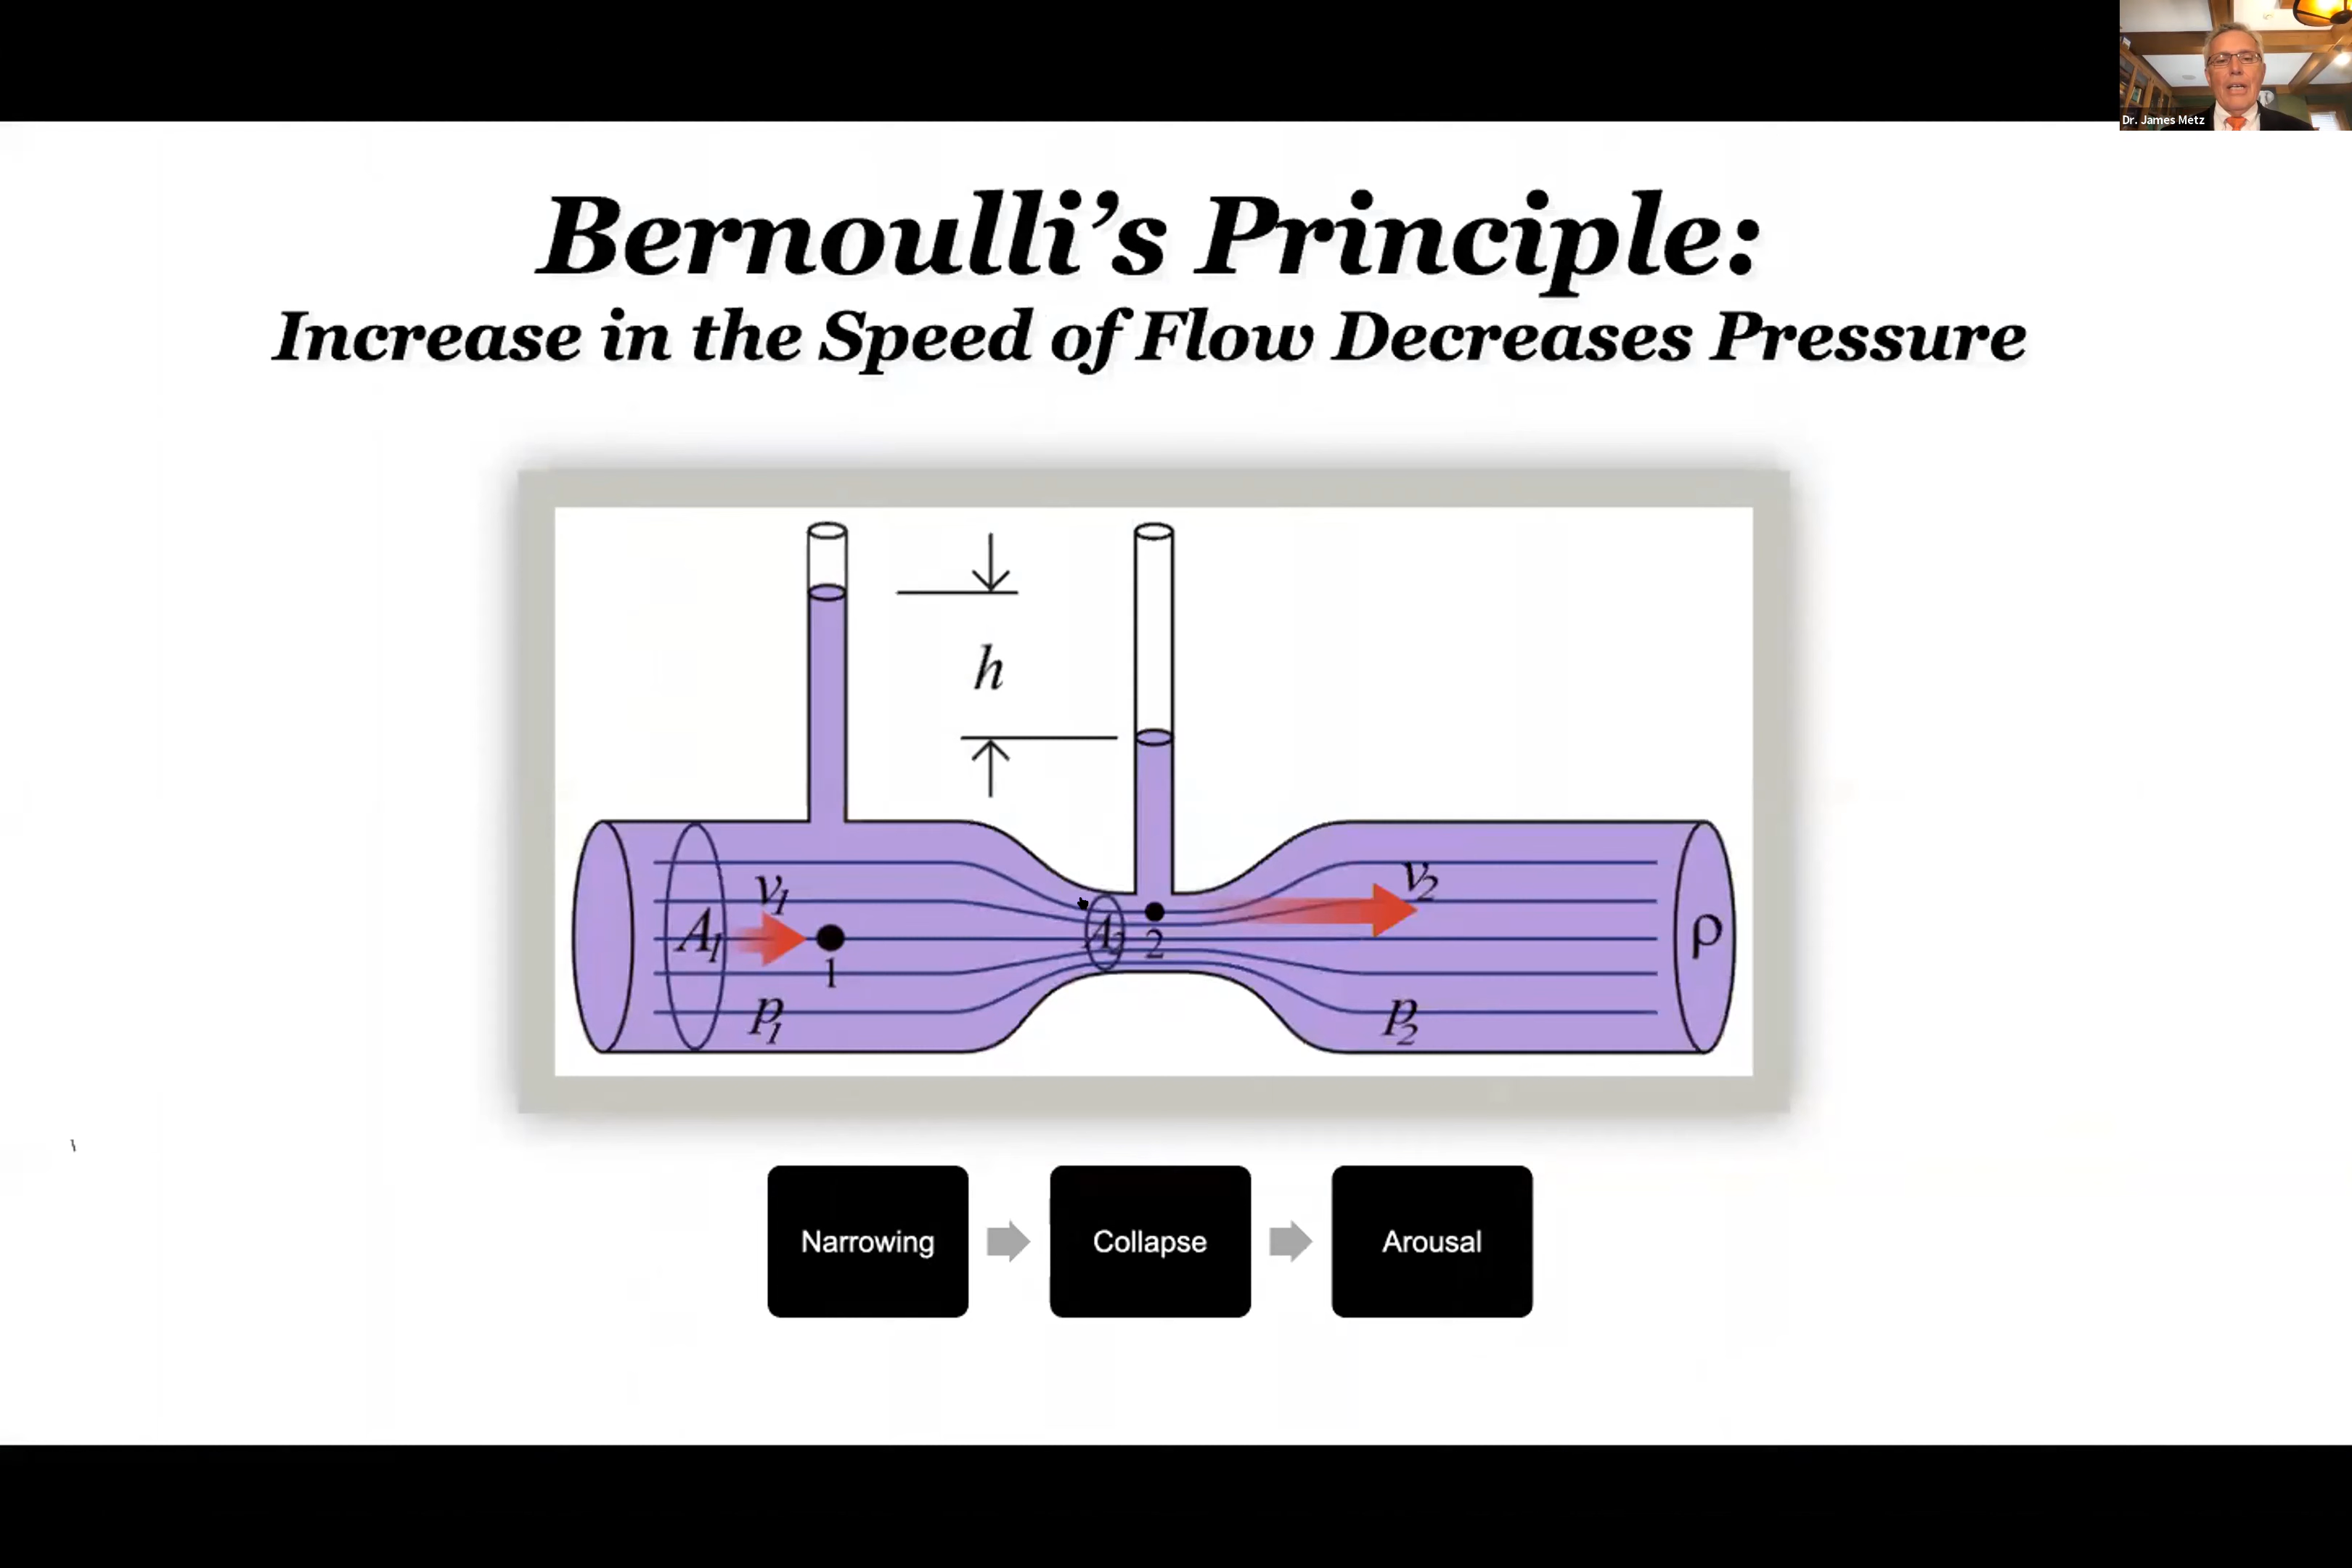 Dr. James Metz
Bernoulli’s Principle:
Increase in the Speed of Flow Decreases Pressure
h
v1
v2
A1
A2
1
2
ρ
p1
p2
Narrowing
Collapse
Arousal